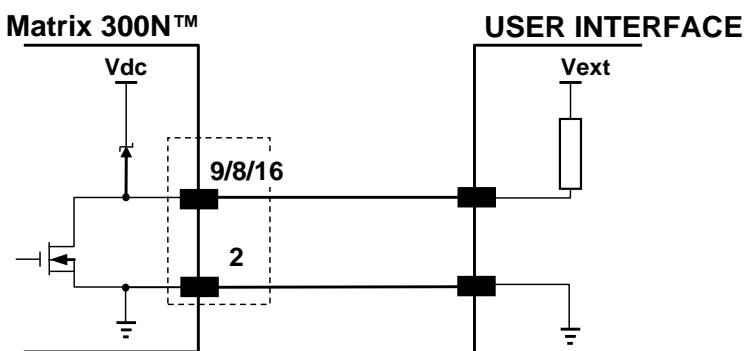 Matrix 300N™
USER INTERFACE
Vdc
Vext
9/8/16
2